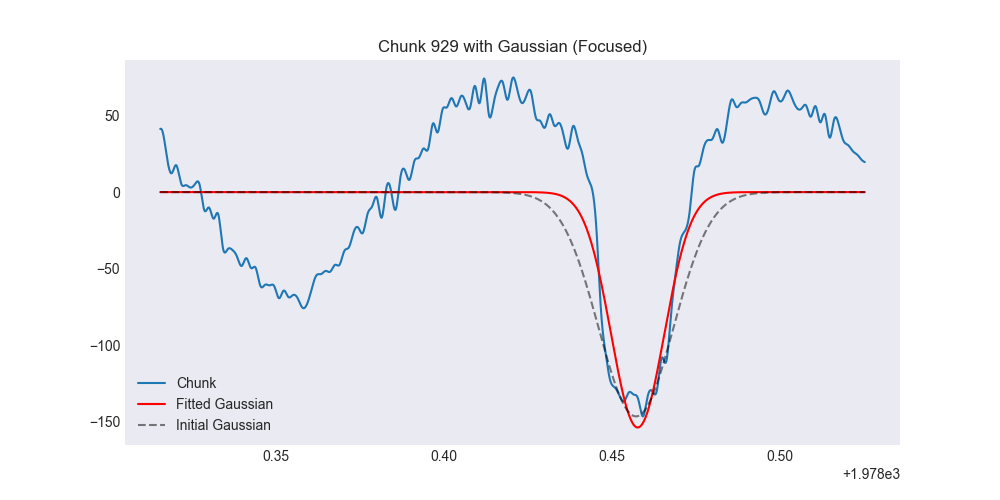 Chunk 929 with Gaussian (Focused)
50
0
−50
−100
−150
Chunk
Fitted Gaussian
Initial Gaussian
0.35 0.40 0.45 0.50
+1.978e3